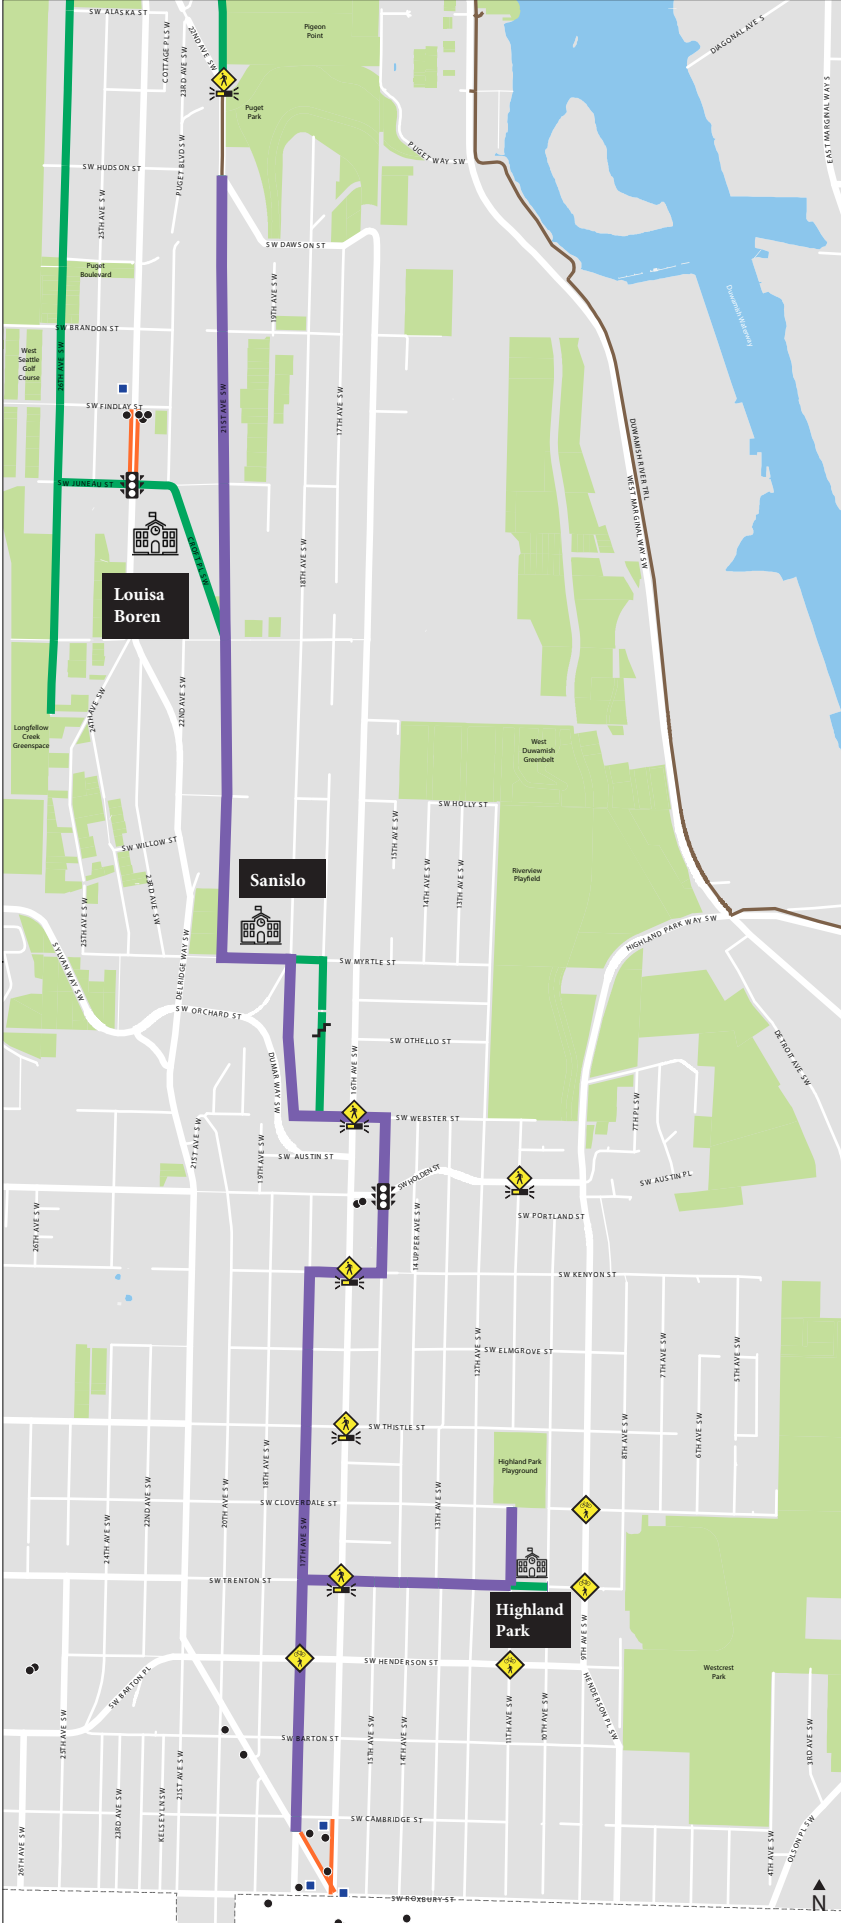 SW ALASKA ST
22ND AVE SW
COTTAGE PL SW
23RD AVE SW
Pigeon
Point
DIAGONAL AVE S
EAST MARGINAL WAY S
Puget
Park
PUGET WAY SW
SW HUDSON ST
PUGET BLVD SW
25TH AVE SW
SW DAWSON ST
Puget
Boulevard
19TH AVE SW
Duwamish Waterway
SW BRANDON ST
West
Seattle
Golf
Course
26TH AVE SW
21ST AVE SW
17TH AVE SW
SW FINDLAY ST
DUWAMISH RIVER TRL
WEST MARGINAL WAY SW
SW JUNEAU ST
CROFT PL SW
18TH AVE SW
Louisa
Boren
24TH AVE SW
22ND AVE SW
Longfellow
Creek
Greenspace
West
Duwamish
Greenbelt
SW HOLLY ST
15TH AVE SW
SW WILLOW ST
14TH AVE SW
13TH AVE SW
Riverview
Playfield
Sanislo
23RD AVE SW
25TH AVE SW
HIGHLAND PARK WAY SW
SYLVAN WAY SW
DELRIDGE WAY SW
SW MYRTLE ST
SW ORCHARD ST
SW OTHELLO ST
DETROIT AVE SW
DUMAR WAY SW
16TH AVE SW
7TH PL SW
SW WEBSTER ST
21ST AVE SW
19TH AVE SW
SW AUSTIN ST
SW HOLDEN ST
SW AUSTIN PL
26TH AVE SW
14 UPPER AVE SW
SW PORTLAND ST
SW KENYON ST
12TH AVE SW
SW ELMGROVE ST
7TH AVE SW
5TH AVE SW
SW THISTLE ST
8TH AVE SW
6TH AVE SW
18TH AVE SW
Highland Park
Playground
22ND AVE SW
20TH AVE SW
SW CLOVERDALE ST
13TH AVE SW
24TH AVE SW
17TH AVE SW
SW TRENTON ST
Highland
Park
9TH AVE SW
SW HENDERSON ST
Westcrest
Park
SW BARTON PL
HENDERSON PL SW
25TH AVE SW
SW BARTON ST
15TH AVE SW
14TH AVE SW
11TH AVE SW
10TH AVE SW
3RD AVE SW
21ST AVE SW
23RD AVE SW
KELSEY LN SW
SW CAMBRIDGE ST
26TH AVE SW
4TH AVE SW
OLSON PL SW
SW ROXBURY ST
N